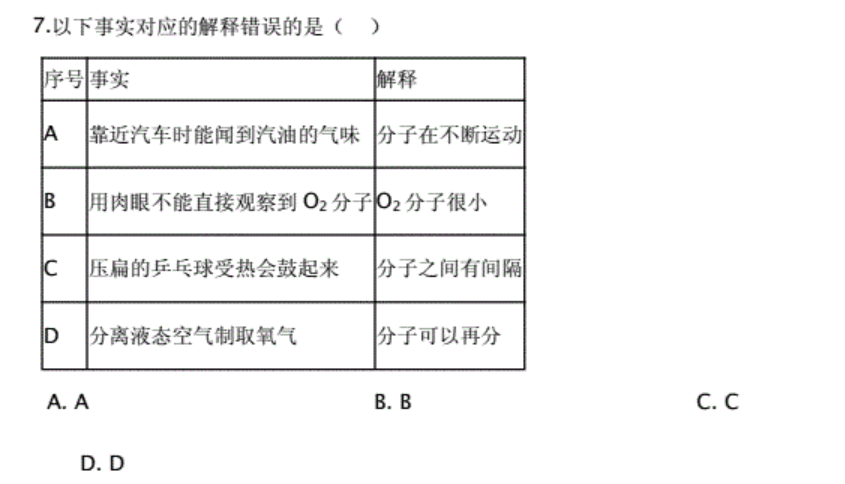 7.以下事实对应的解释错误的是（ ）
序号 事实 解释
A 靠近汽车时能闻到汽油的气味 分子在不断运动
B 用肉眼不能直接观察到 O₂ 分子 O₂ 分子很小
C 压扁的乒乓球受热会鼓起来 分子之间有间隔
D 分离液态空气制取氧气 分子可以再分
A. A B. B C. C
D. D